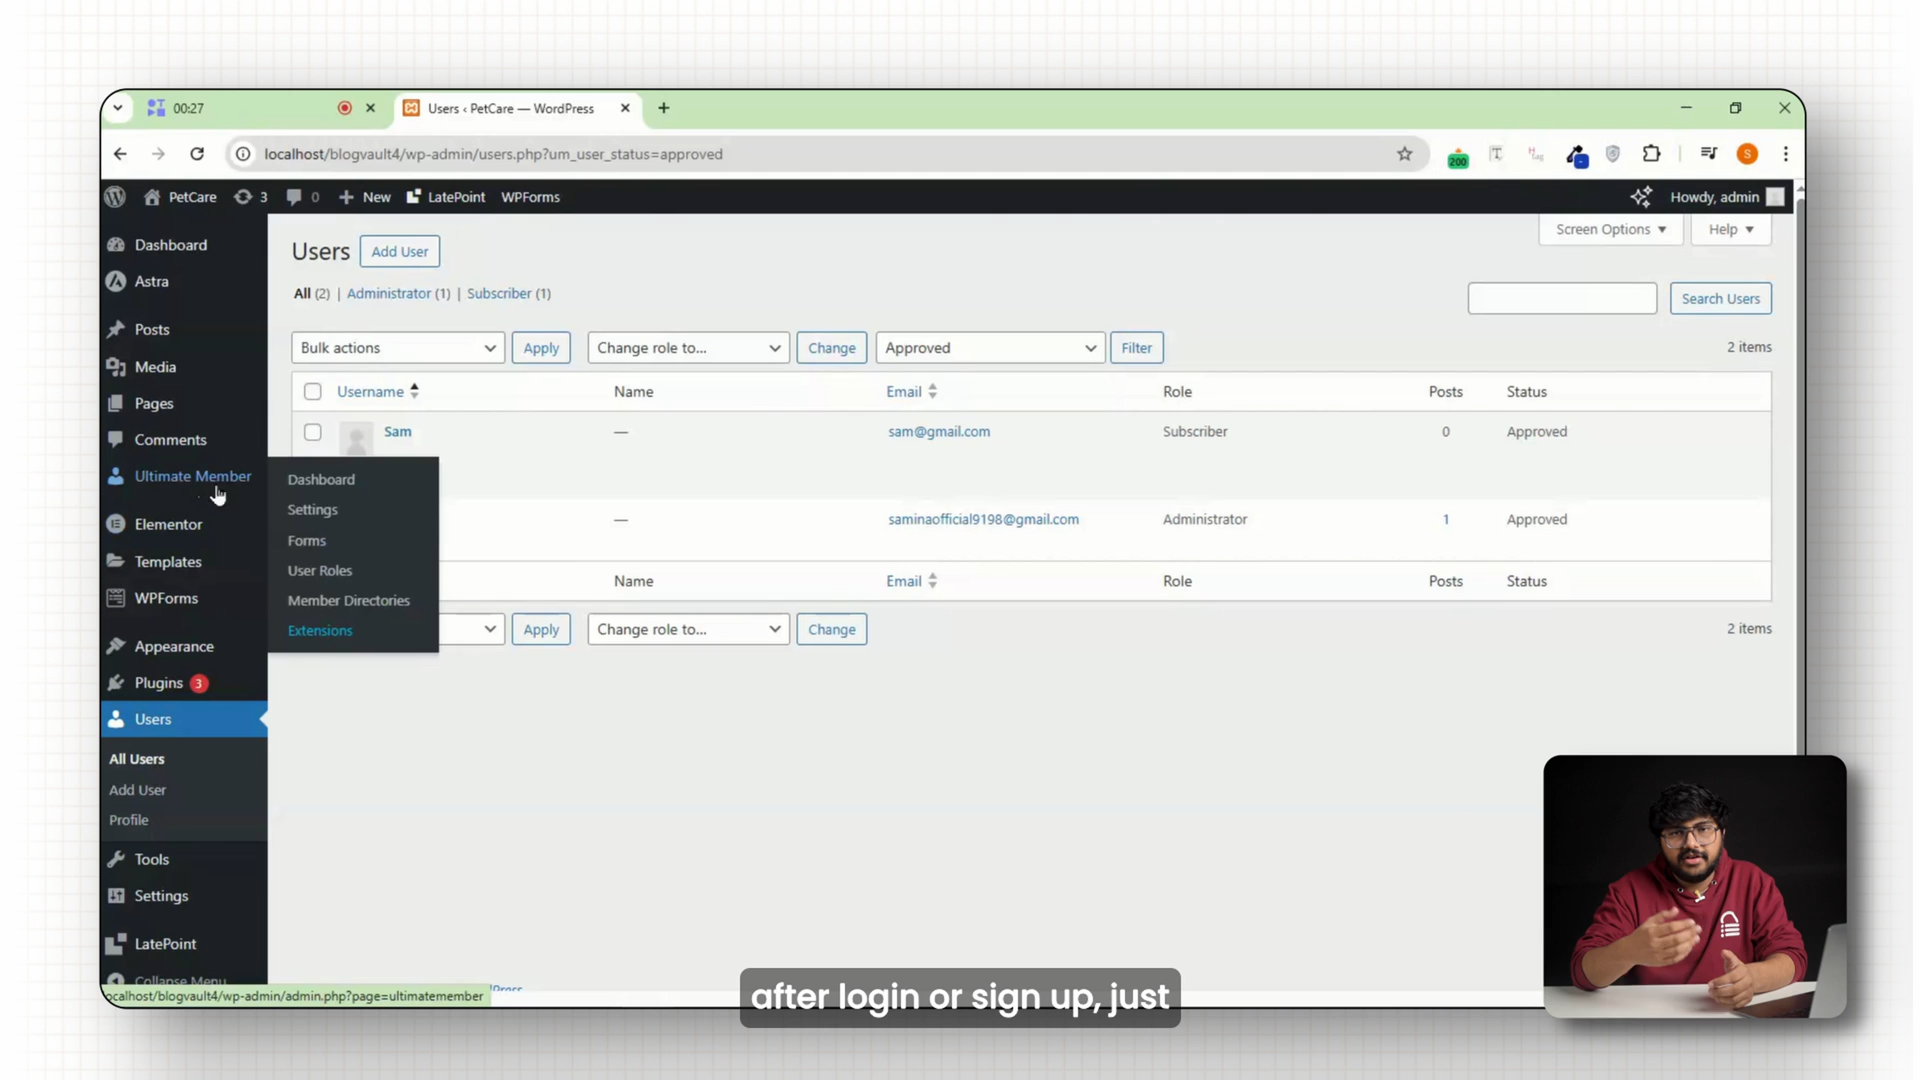 00:27
Users ‹ PetCare — WordPress
localhost/blogvault4/wp-admin/users.php?um_user_status=approved
200
S
PetCare
3
0
New
LatePoint
WPForms
Howdy, admin
Dashboard
Astra
Posts
Media
Pages
Comments
Ultimate Member
Elementor
Templates
WPForms
Appearance
Plugins 3
Users
All Users
Add User
Profile
Tools
Settings
LatePoint
Collapse Menu
Dashboard
Settings
Forms
User Roles
Member Directories
Extensions
Screen Options
Help
Users
Add User
All (2) | Administrator (1) | Subscriber (1)
Search Users
Bulk actions
Apply
Change role to...
Change
Approved
Filter
2 items
Username Name Email Role Posts Status
Sam — sam@gmail.com Subscriber 0 Approved
— saminaofficial9198@gmail.com Administrator 1 Approved
Name Email Role Posts Status
Apply
Change role to...
Change
2 items
ocalhost/blogvault4/wp-admin/admin.php?page=ultimatemember
after login or sign up, just